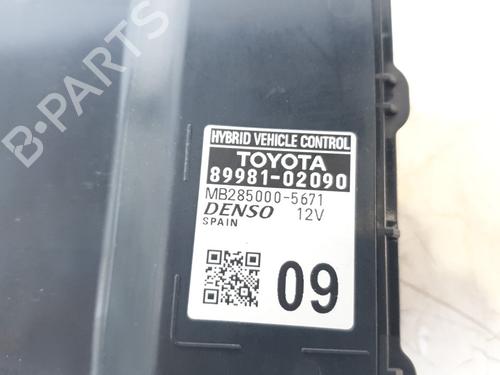 B-PARTS
HYBRID VEHICLE CONTROL
TOYOTA
89981-02090
MB285000-5671
DENSO 12V
SPAIN
09